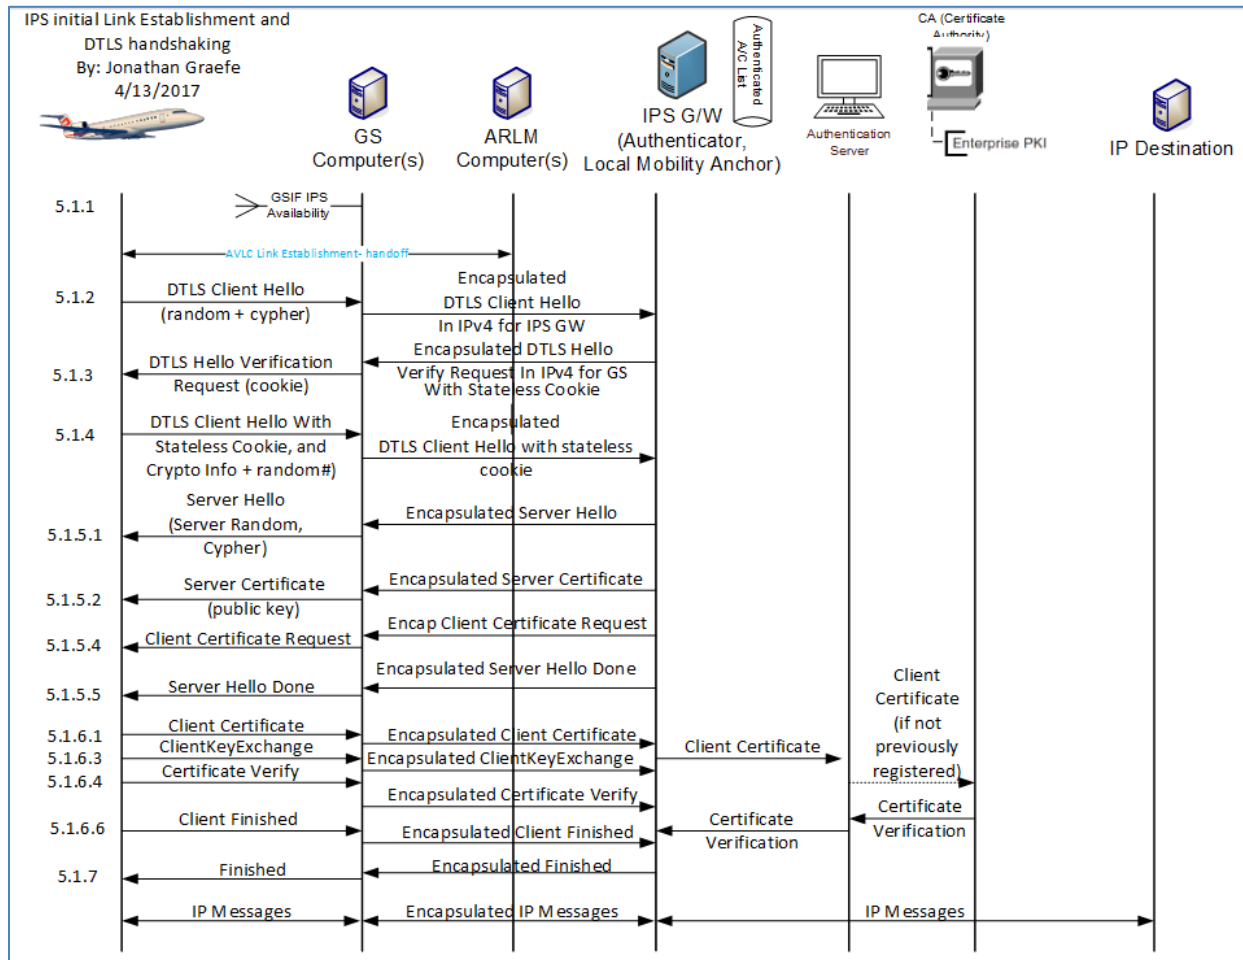 IPS initial Link Establishment and
DTLS handshaking
By: Jonathan Graefe
4/13/2017
GS
Computer(s)
ARLM
Computer(s)
IPS G/W
(Authenticator,
Local Mobility Anchor)
Authenticated
A/C List
Authentication
Server
CA (Certificate
Authority)
Enterprise PKI
IP Destination
5.1.1
GSIF IPS
Availability
AVLC Link Establishment- handoff
5.1.2
DTLS Client Hello
(random + cypher)
Encapsulated
DTLS Client Hello
In IPv4 for IPS GW
5.1.3
DTLS Hello Verification
Request (cookie)
Encapsulated DTLS Hello
Verify Request In IPv4 for GS
With Stateless Cookie
5.1.4
DTLS Client Hello With
Stateless Cookie, and
Crypto Info + random#)
Encapsulated
DTLS Client Hello with stateless
cookie
5.1.5.1
Server Hello
(Server Random,
Cypher)
Encapsulated Server Hello
5.1.5.2
Server Certificate
(public key)
Encapsulated Server Certificate
5.1.5.4
Client Certificate Request
Encap Client Certificate Request
5.1.5.5
Server Hello Done
Encapsulated Server Hello Done
5.1.6.1
Client Certificate
Encapsulated Client Certificate
5.1.6.3
ClientKeyExchange
Encapsulated ClientKeyExchange
Client Certificate
Client
Certificate
(if not
previously
registered)
5.1.6.4
Certificate Verify
Encapsulated Certificate Verify
Certificate
Verification
Certificate
Verification
5.1.6.6
Client Finished
Encapsulated Client Finished
5.1.7
Finished
Encapsulated Finished
IP Messages
Encapsulated IP Messages
IP Messages